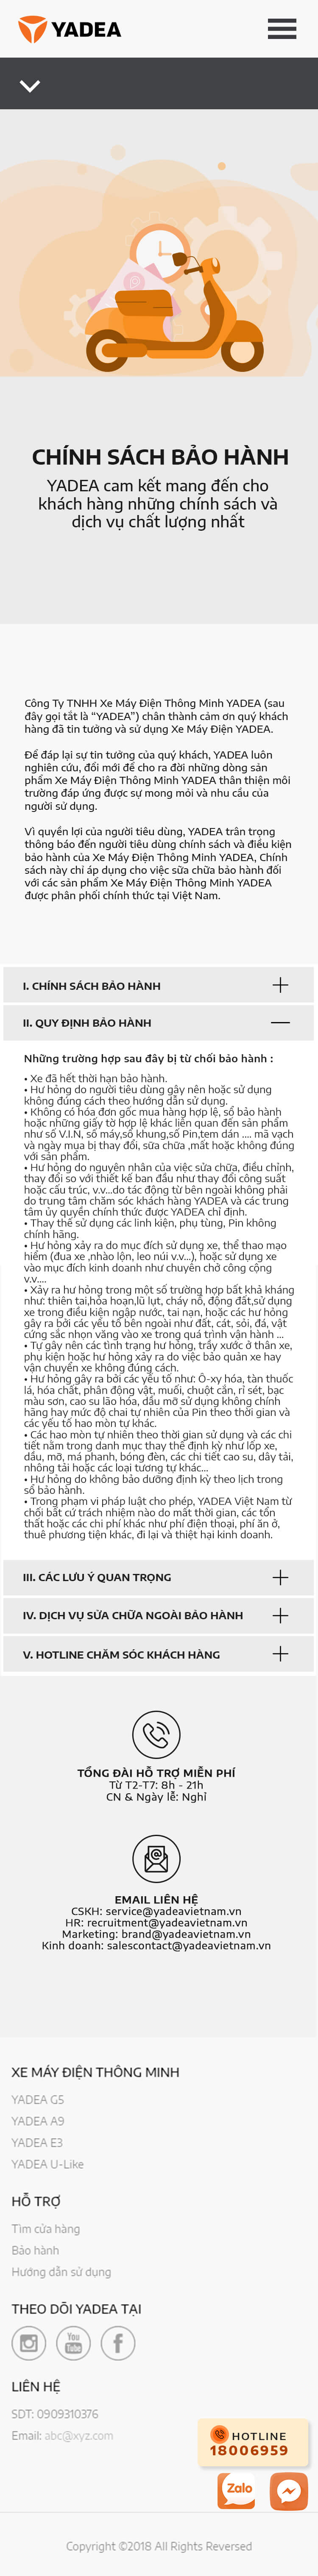 YADEA
CHÍNH SÁCH BẢO HÀNH
YADEA cam kết mang đến cho
khách hàng những chính sách và
dịch vụ chất lượng nhất
Công Ty TNHH Xe Máy Điện Thông Minh YADEA (sau
đây gọi tắt là “YADEA”) chân thành cảm ơn quý khách
hàng đã tin tưởng và sử dụng Xe Máy Điện YADEA.
Để đáp lại sự tin tưởng của quý khách, YADEA luôn
nghiên cứu, đổi mới để cho ra đời những dòng sản
phẩm Xe Máy Điện Thông Minh YADEA thân thiện môi
trường đáp ứng được sự mong mỏi và nhu cầu của
người sử dụng.
Vì quyền lợi của người tiêu dùng, YADEA trân trọng
thông báo đến người tiêu dùng chính sách và điều kiện
bảo hành của Xe Máy Điện Thông Minh YADEA, Chính
sách này chỉ áp dụng cho việc sữa chữa bảo hành đối
với các sản phẩm Xe Máy Điện Thông Minh YADEA
được phân phối chính thức tại Việt Nam.
I. CHÍNH SÁCH BẢO HÀNH
II. QUY ĐỊNH BẢO HÀNH
Những trường hợp sau đây bị từ chối bảo hành :
• Xe đã hết thời hạn bảo hành.
• Hư hỏng do người tiêu dùng gây nên hoặc sử dụng
không đúng cách theo hướng dẫn sử dụng.
• Không có hóa đơn gốc mua hàng hợp lệ, sổ bảo hành
hoặc những giấy tờ hợp lệ khác liên quan đến sản phẩm
như số V.I.N, số máy,số khung,số Pin,tem dán .... mã vạch
và ngày mua bị thay đổi, sữa chữa ,mất hoặc không đúng
với sản phẩm.
• Hư hỏng do nguyên nhân của việc sửa chữa, điều chỉnh,
thay đổi so với thiết kế ban đầu như thay đổi công suất
hoặc cấu trúc, v.v...do tác động từ bên ngoài không phải
do trung tâm chăm sóc khách hàng YADEA và các trung
tâm ủy quyền chính thức được YADEA chỉ định.
• Thay thế sử dụng các linh kiện, phụ tùng, Pin không
chính hãng.
• Hư hỏng xảy ra do mục đích sử dụng xe, thể thao mạo
hiểm (đua xe ,nhào lộn, leo núi v.v...), hoặc sử dụng xe
vào mục đích kinh doanh như chuyên chở công cộng
v.v....
• Xảy ra hư hỏng trong một số trường hợp bất khả kháng
như: thiên tai,hỏa hoạn,lũ lụt, cháy nổ, động đất,sử dụng
xe trong điều kiện ngập nước, tai nạn, hoặc các hư hỏng
gây ra bởi các yếu tố bên ngoài như đất, cát, sỏi, đá, vật
cứng sắc nhọn văng vào xe trong quá trình vận hành ...
• Tự gây nên các tình trạng hư hỏng, trầy xước ở thân xe,
phụ kiện hoặc hư hỏng xảy ra do việc bảo quản xe hay
vận chuyển xe không đúng cách.
• Hư hỏng gây ra bởi các yếu tố như: Ô-xy hóa, tàn thuốc
lá, hóa chất, phân động vật, muối, chuột cắn, rỉ sét, bạc
màu sơn, cao su lão hóa, dầu mỡ sử dụng không chính
hãng hay mức độ chai tự nhiên của Pin theo thời gian và
các yếu tố hao mòn tự khác.
• Các hao mòn tự nhiên theo thời gian sử dụng và các chi
tiết nằm trong danh mục thay thế định kỳ như lốp xe,
dầu, mỡ, má phanh, bóng đèn, các chi tiết cao su, dây tải,
nhông tải hoặc các loại tương tự khác...
• Hư hỏng do không bảo dưỡng định kỳ theo lịch trong
sổ bảo hành.
• Trong phạm vi pháp luật cho phép, YADEA Việt Nam từ
chối bất cứ trách nhiệm nào do mất thời gian, các tổn
thất hoặc các chi phí khác như phí điện thoại, phí ăn ở,
thuê phương tiện khác, đi lại và thiệt hại kinh doanh.
III. CÁC LƯU Ý QUAN TRỌNG
IV. DỊCH VỤ SỬA CHỮA NGOÀI BẢO HÀNH
V. HOTLINE CHĂM SÓC KHÁCH HÀNG
TỔNG ĐÀI HỖ TRỢ MIỄN PHÍ
Từ T2-T7: 8h - 21h
CN & Ngày lễ: Nghỉ
EMAIL LIÊN HỆ
CSKH: service@yadeavietnam.vn
HR: recruitment@yadeavietnam.vn
Marketing: brand@yadeavietnam.vn
Kinh doanh: salescontact@yadeavietnam.vn
XE MÁY ĐIỆN THÔNG MINH
YADEA G5
YADEA A9
YADEA E3
YADEA U-Like
HỖ TRỢ
Tìm cửa hàng
Bảo hành
Hướng dẫn sử dụng
THEO DÕI YADEA TẠI
You
Tube
LIÊN HỆ
SDT: 0909310376
Email: abc@xyz.com
HOTLINE
18006959
Zalo
Copyright ©2018 All Rights Reversed